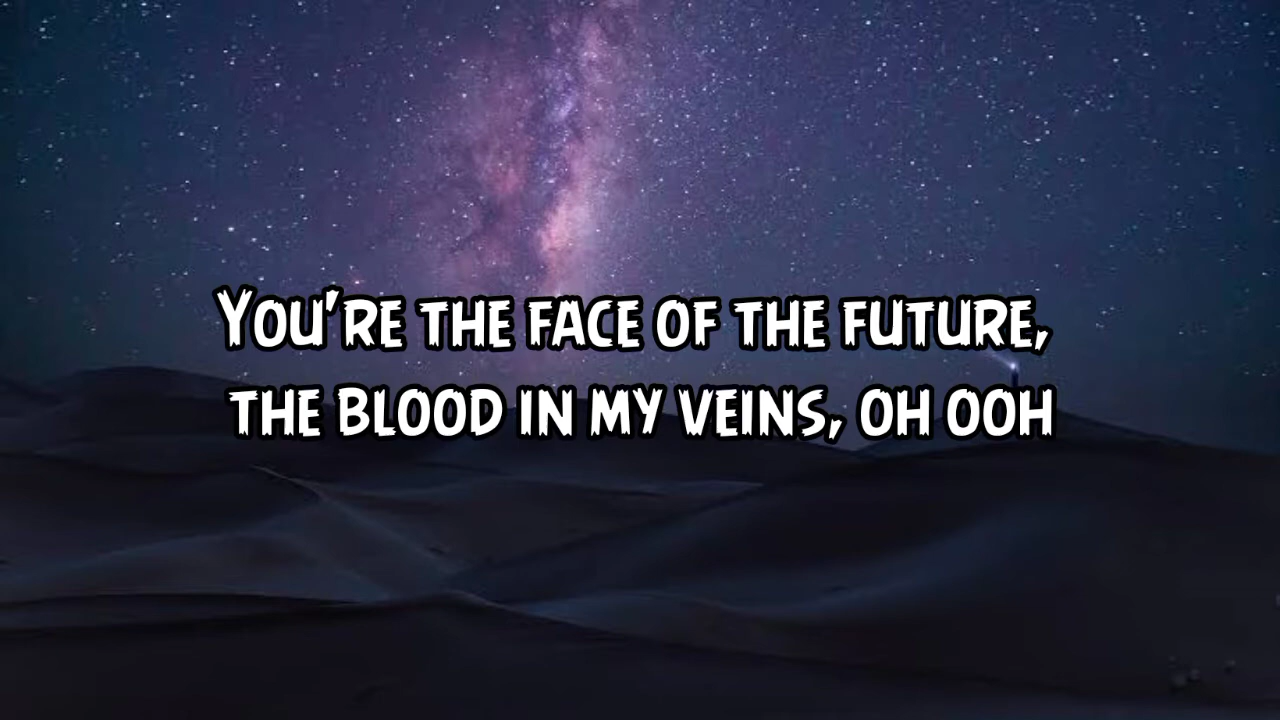 You're the face of the future,
the blood in my veins, oh ooh